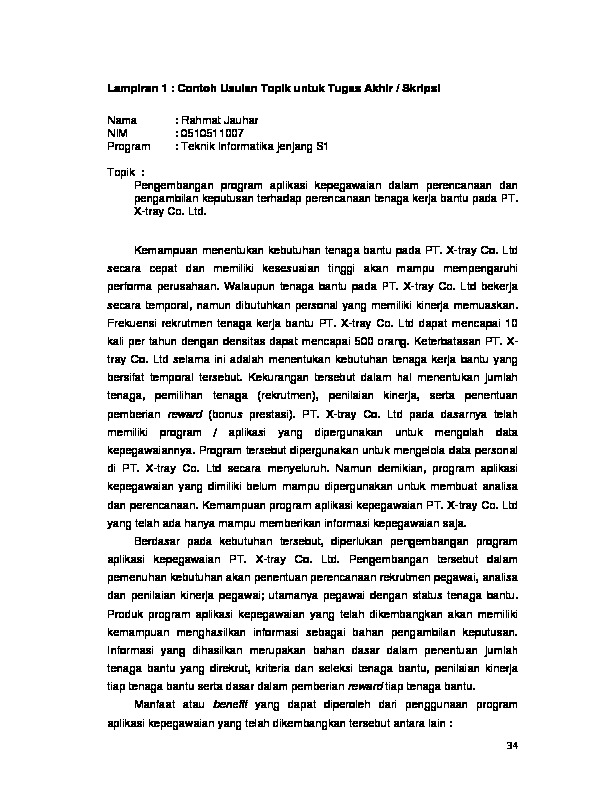 Lampiran 1 : Contoh Usulan Topik untuk Tugas Akhir / Skripsi
Nama : Rahmat Jauhar
NIM : 0510511007
Program : Teknik Informatika jenjang S1
Topik :
Pengembangan program aplikasi kepegawaian dalam perencanaan dan
pengambilan keputusan terhadap perencanaan tenaga kerja bantu pada PT.
X-tray Co. Ltd.
Kemampuan menentukan kebutuhan tenaga bantu pada PT. X-tray Co. Ltd
secara cepat dan memiliki kesesuaian tinggi akan mampu mempengaruhi
performa perusahaan. Walaupun tenaga bantu pada PT. X-tray Co. Ltd bekerja
secara temporal, namun dibutuhkan personal yang memiliki kinerja memuaskan.
Frekuensi rekrutmen tenaga kerja bantu PT. X-tray Co. Ltd dapat mencapai 10
kali per tahun dengan densitas dapat mencapai 500 orang. Keterbatasan PT. X-
tray Co. Ltd selama ini adalah menentukan kebutuhan tenaga kerja bantu yang
bersifat temporal tersebut. Kekurangan tersebut dalam hal menentukan jumlah
tenaga, pemilihan tenaga (rekrutmen), penilaian kinerja, serta penentuan
pemberian reward (bonus prestasi). PT. X-tray Co. Ltd pada dasarnya telah
memiliki program / aplikasi yang dipergunakan untuk mengolah data
kepegawaiannya. Program tersebut dipergunakan untuk mengelola data personal
di PT. X-tray Co. Ltd secara menyeluruh. Namun demikian, program aplikasi
kepegawaian yang dimiliki belum mampu dipergunakan untuk membuat analisa
dan perencanaan. Kemampuan program aplikasi kepegawaian PT. X-tray Co. Ltd
yang telah ada hanya mampu memberikan informasi kepegawaian saja.
Berdasar pada kebutuhan tersebut, diperlukan pengembangan program
aplikasi kepegawaian PT. X-tray Co. Ltd. Pengembangan tersebut dalam
pemenuhan kebutuhan akan penentuan perencanaan rekrutmen pegawai, analisa
dan penilaian kinerja pegawai; utamanya pegawai dengan status tenaga bantu.
Produk program aplikasi kepegawaian yang telah dikembangkan akan memiliki
kemampuan menghasilkan informasi sebagai bahan pengambilan keputusan.
Informasi yang dihasilkan merupakan bahan dasar dalam penentuan jumlah
tenaga bantu yang direkrut, kriteria dan seleksi tenaga bantu, penilaian kinerja
tiap tenaga bantu serta dasar dalam pemberian reward tiap tenaga bantu.
Manfaat atau benefit yang dapat diperoleh dari penggunaan program
aplikasi kepegawaian yang telah dikembangkan tersebut antara lain :
34